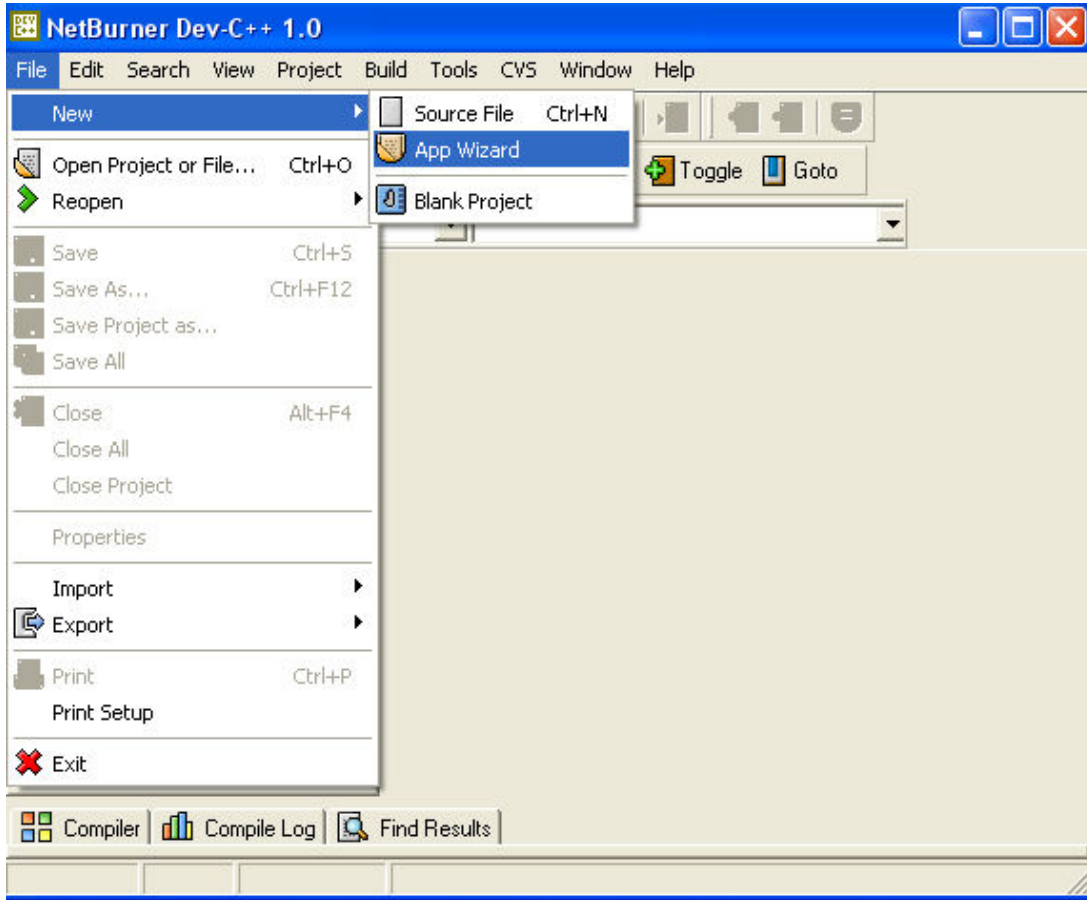 NetBurner Dev-C++ 1.0
File Edit Search View Project Build Tools CVS Window Help
New
Source File Ctrl+N
App Wizard
Blank Project
Toggle Goto
Open Project or File... Ctrl+O
Reopen
Save Ctrl+S
Save As... Ctrl+F12
Save Project as...
Save All
Close Alt+F4
Close All
Close Project
Properties
Import
Export
Print Ctrl+P
Print Setup
Exit
Compiler Compile Log Find Results